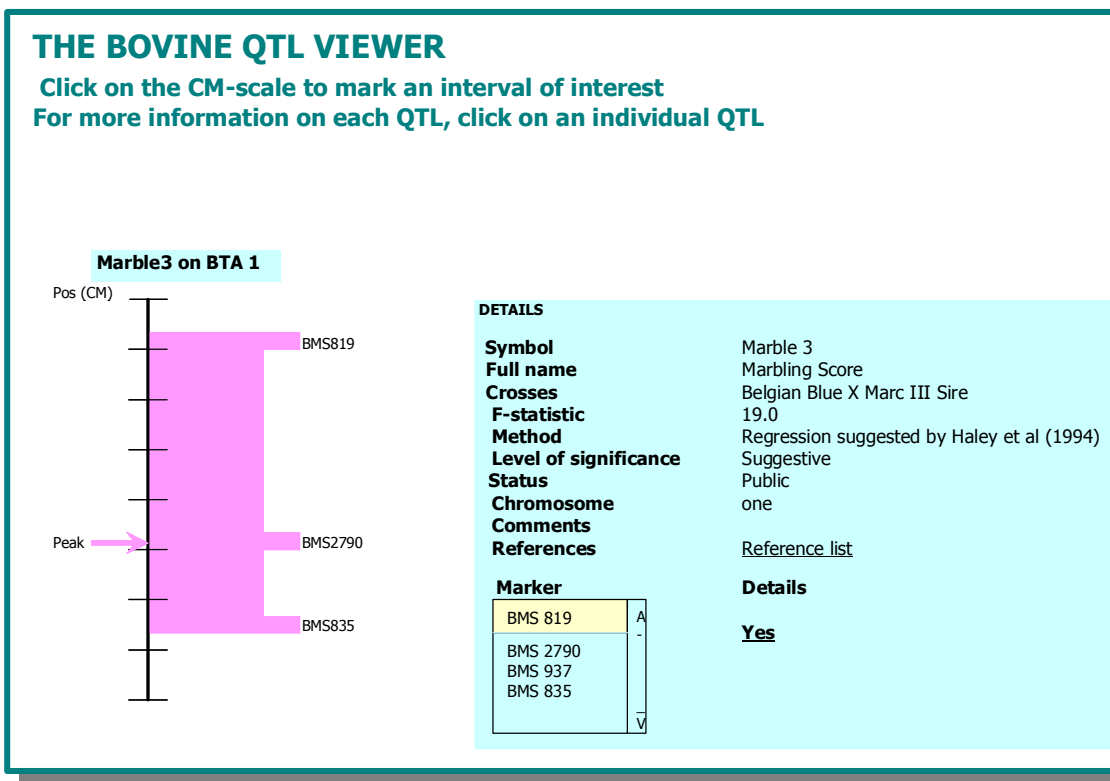 THE BOVINE QTL VIEWER
Click on the CM-scale to mark an interval of interest
For more information on each QTL, click on an individual QTL
Marble3 on BTA 1
Pos (CM)
BMS819
Peak
BMS2790
BMS835
DETAILS
Symbol Marble 3
Full name Marbling Score
Crosses Belgian Blue X Marc III Sire
F-statistic 19.0
Method Regression suggested by Haley et al (1994)
Level of significance Suggestive
Status Public
Chromosome one
Comments
References Reference list
Marker Details
BMS 819 A
-
Yes
BMS 2790
BMS 937
BMS 835
_
V